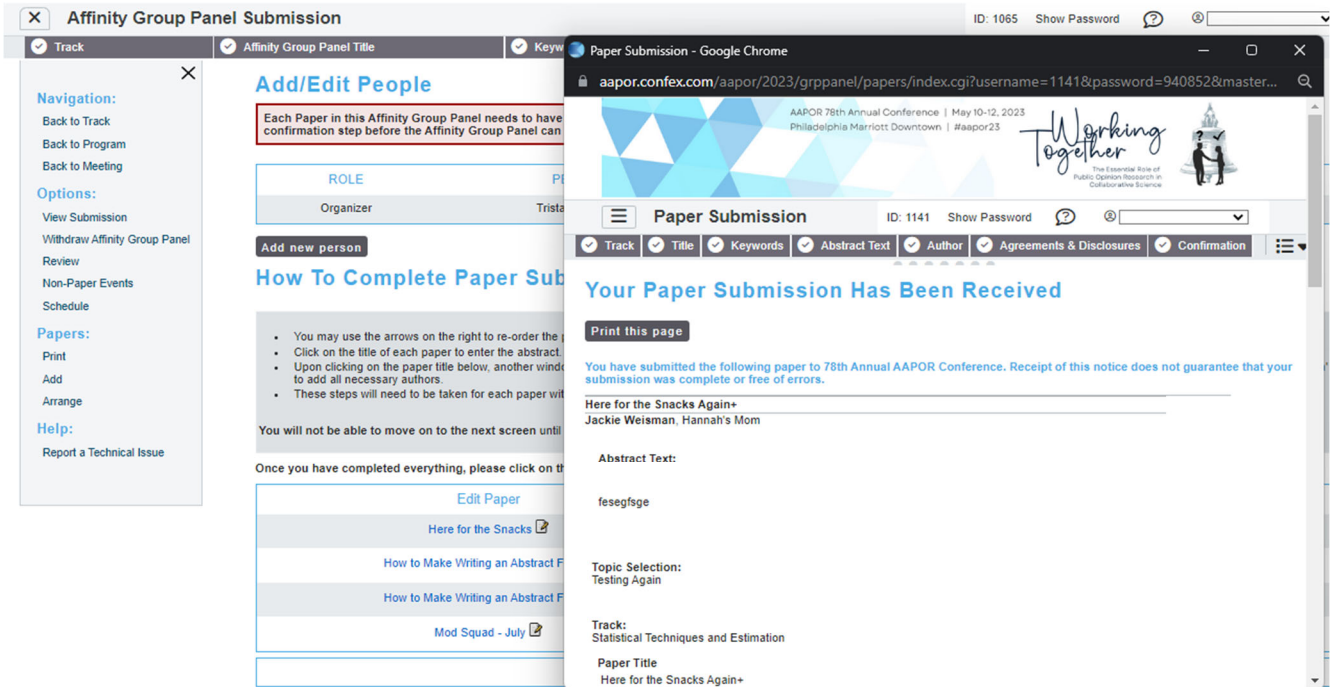 Affinity Group Panel Submission
ID: 1065 Show Password
Track
Affinity Group Panel Title
Navigation:
Back to Track
Back to Program
Back to Meeting
Options:
View Submission
Withdraw Affinity Group Panel
Review
Non-Paper Events
Schedule
Papers:
Print
Add
Arrange
Help:
Report a Technical Issue
Add/Edit People
Each Paper in this Affinity Group Panel needs to have
confirmation step before the Affinity Group Panel can
ROLE
Organizer
Add new person
How To Complete Paper Sub
You may use the arrows on the right to re-order the
Click on the title of each paper to enter the abstract.
Upon clicking on the paper title below, another
to add all necessary authors.
These steps will need to be taken for each paper
You will not be able to move on to the next screen until
Once you have completed everything, please click on
Edit Paper
Here for the Snacks
How to Make Writing an Abstract F
How to Make Writing an Abstract F
Mod Squad - July
Paper Submission - Google Chrome
aapor.confex.com/aapor/2023/grppanel/papers/index.cgi?username=1141&password=940852&master...
AAPOR 78th Annual Conference | May 10-12, 2023
Philadelphia Marriott Downtown | #aapor23
Working
Together
The Essential Role of
Public Opinion Research in
Collaborative Science
Paper Submission
ID: 1141 Show Password
Track Title Keywords Abstract Text Author Agreements & Disclosures Confirmation
Your Paper Submission Has Been Received
Print this page
You have submitted the following paper to 78th Annual AAPOR Conference. Receipt of this notice does not guarantee that your
submission was complete or free of errors.
Here for the Snacks Again+
Jackie Weisman, Hannah's Mom
Abstract Text:
fesegfsge
Topic Selection:
Testing Again
Track:
Statistical Techniques and Estimation
Paper Title
Here for the Snacks Again+